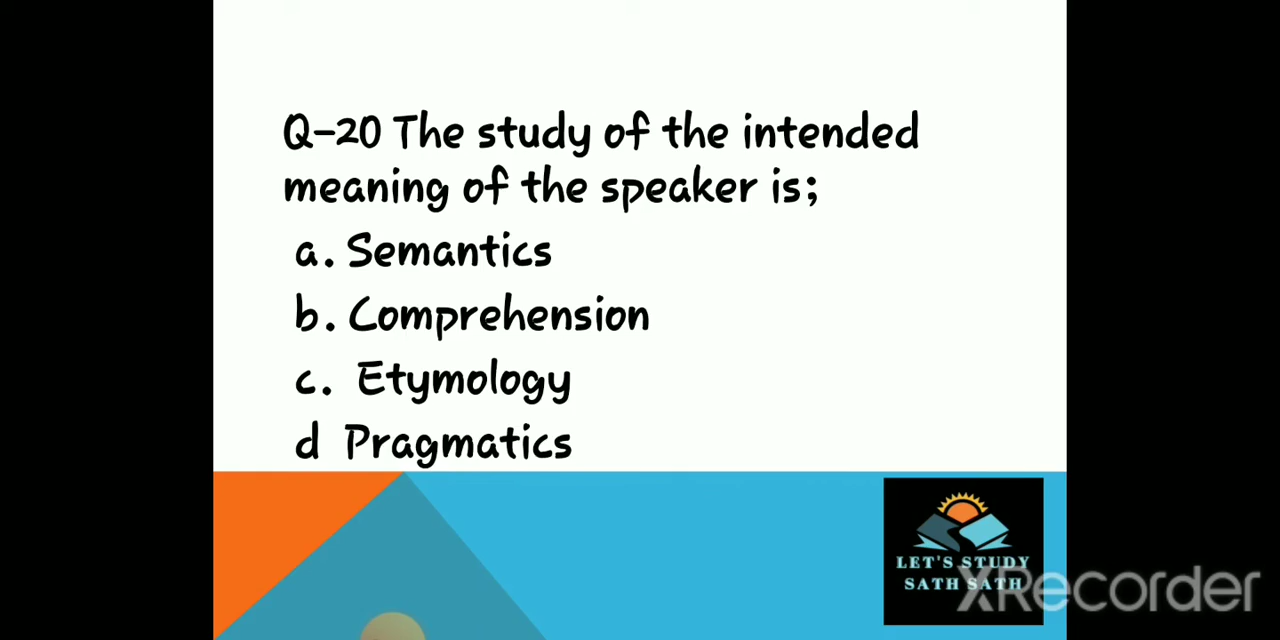 Q-20 The study of the intended
meaning of the speaker is;
a. Semantics
b. Comprehension
c. Etymology
d Pragmatics
LET'S STUDY
SATH SATH
XRecorder